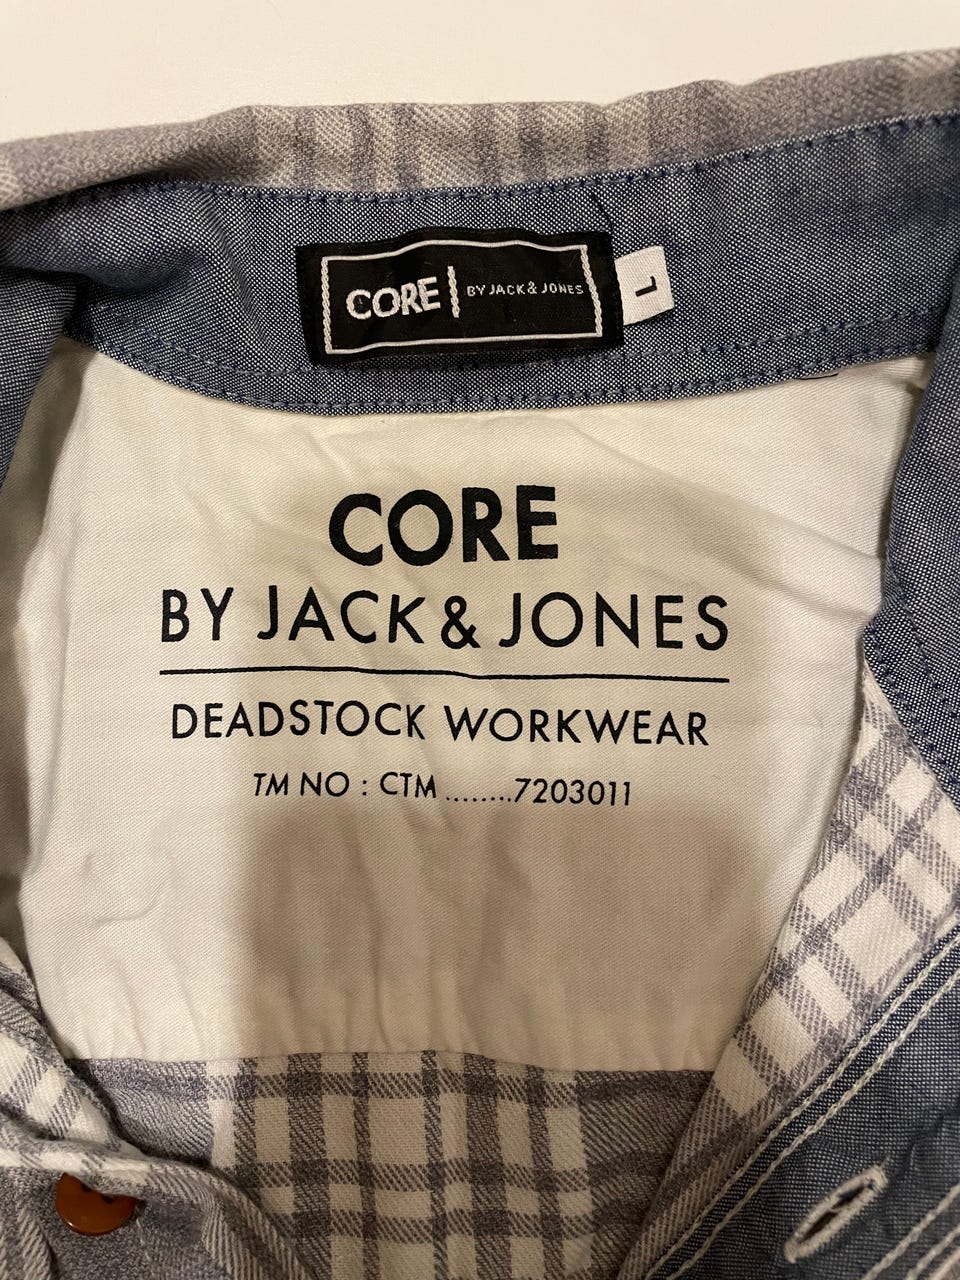 CORE | BY JACK & JONES
L
CORE
BY JACK & JONES
DEADSTOCK WORKWEAR
TM NO : CTM ........7203011